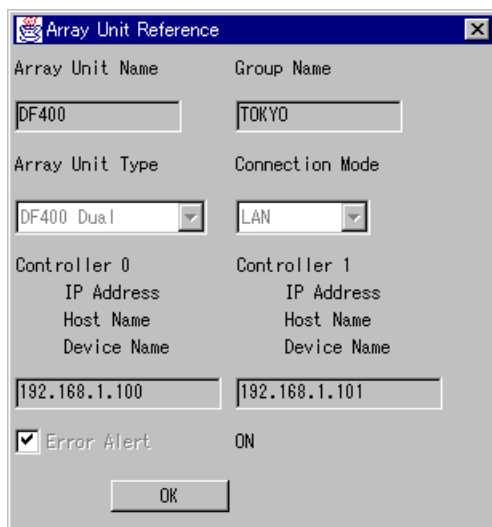 Array Unit Reference
Array Unit Name Group Name
DF400 TOKYO
Array Unit Type Connection Mode
DF400 Dual LAN
Controller 0 Controller 1
IP Address IP Address
Host Name Host Name
Device Name Device Name
192.168.1.100 192.168.1.101
Error Alert ON
OK